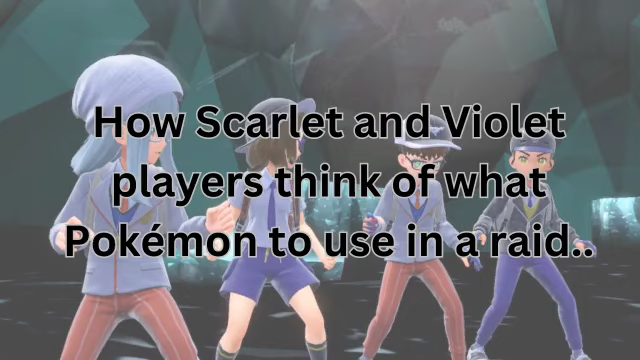 How Scarlet and Violet
players think of what
Pokémon to use in a raid..